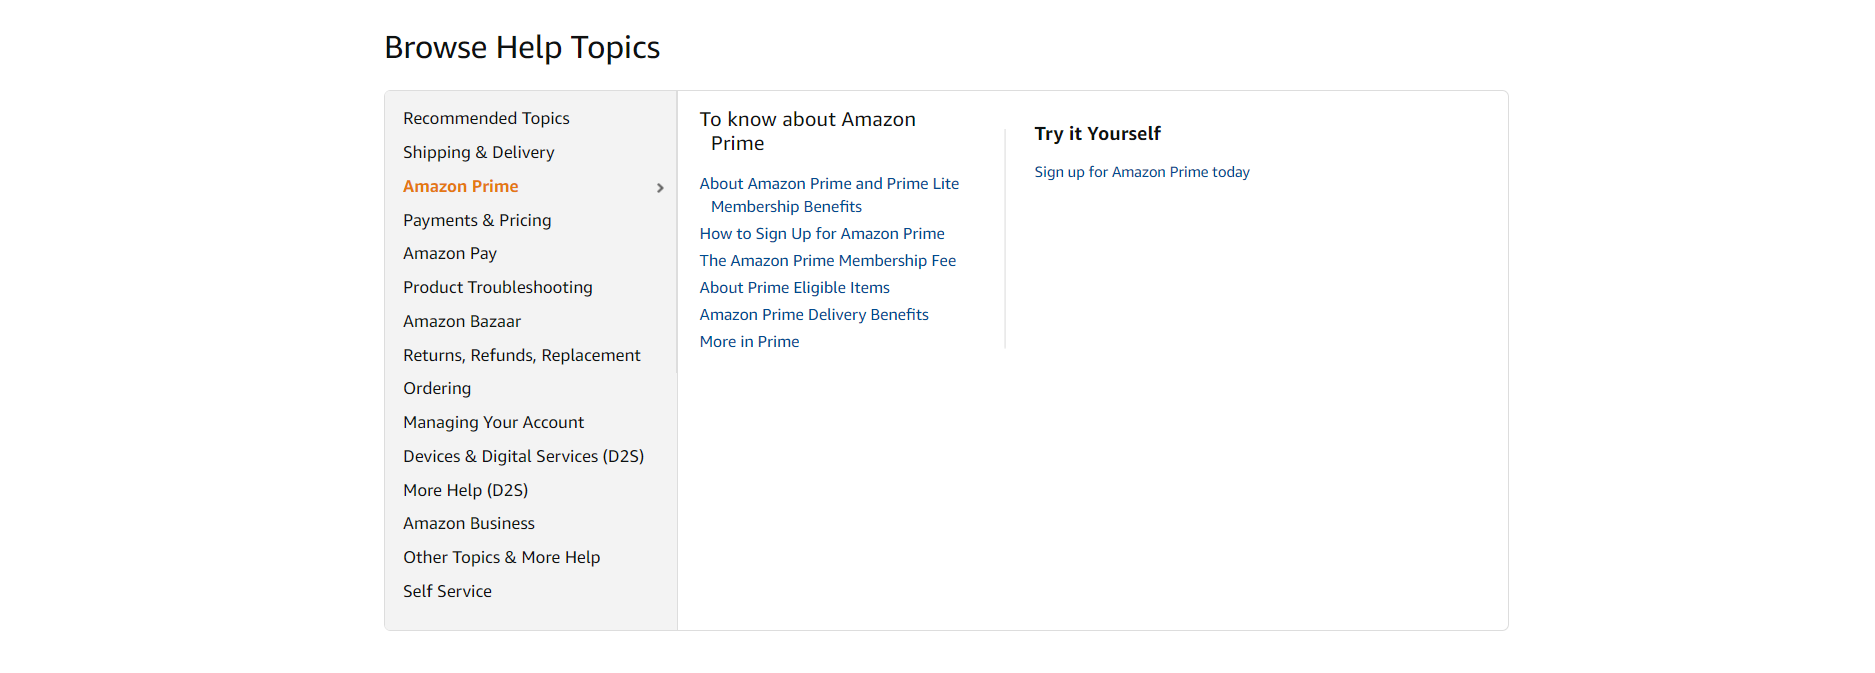 Browse Help Topics
Recommended Topics
Shipping & Delivery
Amazon Prime
Payments & Pricing
Amazon Pay
Product Troubleshooting
Amazon Bazaar
Returns, Refunds, Replacement
Ordering
Managing Your Account
Devices & Digital Services (D2S)
More Help (D2S)
Amazon Business
Other Topics & More Help
Self Service
To know about Amazon
Prime
About Amazon Prime and Prime Lite
Membership Benefits
How to Sign Up for Amazon Prime
The Amazon Prime Membership Fee
About Prime Eligible Items
Amazon Prime Delivery Benefits
More in Prime
Try it Yourself
Sign up for Amazon Prime today